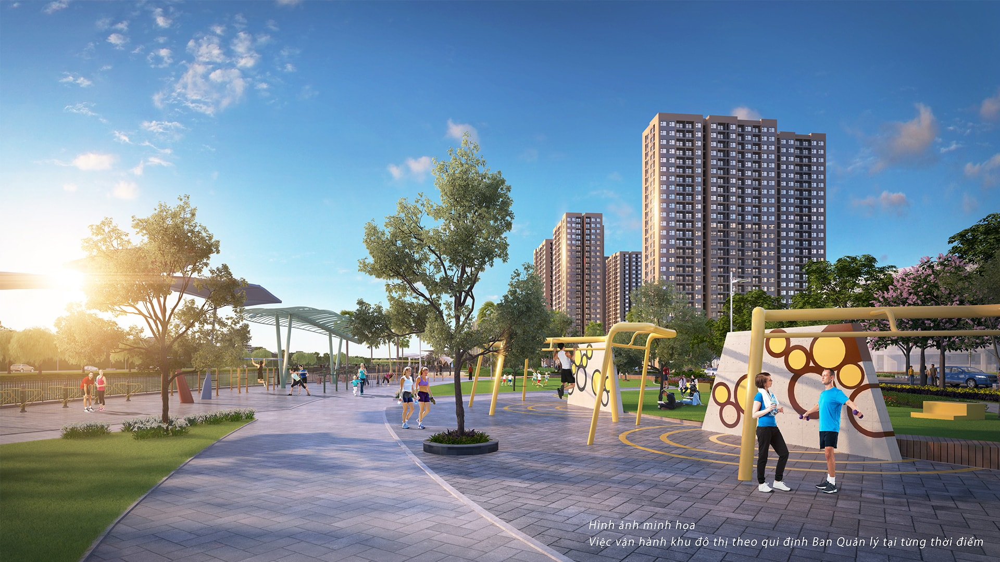 Hình ảnh minh họa
Việc vận hành khu đô thị theo qui định Ban Quản lý tại từng thời điểm